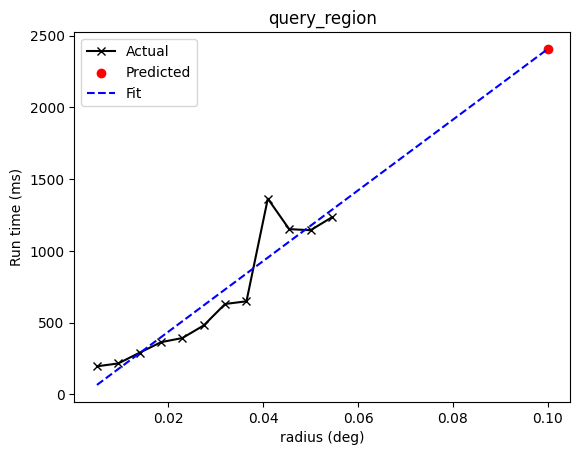 query_region
Actual
Predicted
Fit
Run time (ms)
2500
2000
1500
1000
500
0
0.02 0.04 0.06 0.08 0.10
radius (deg)